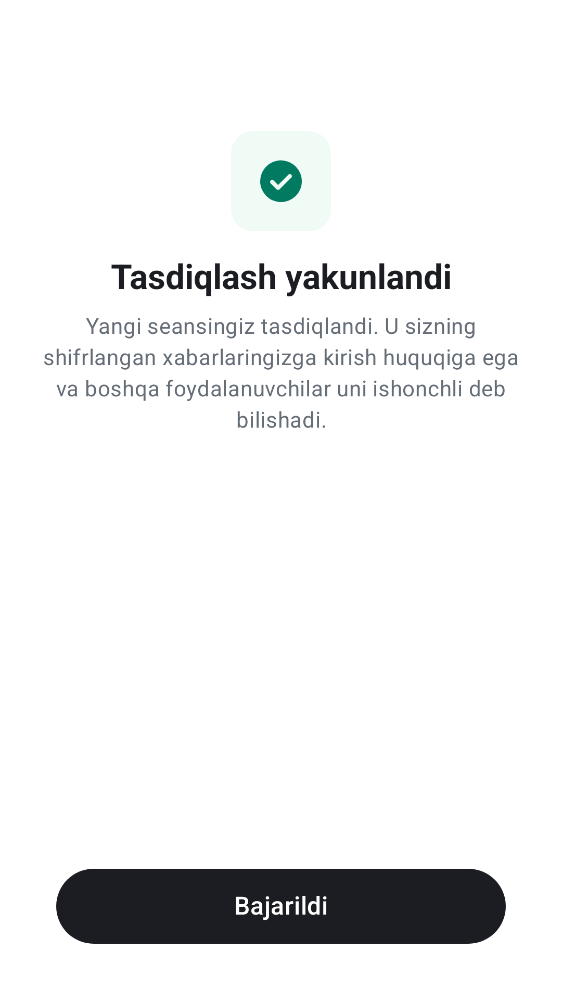 Tasdiqlash yakunlandi
Yangi seansingiz tasdiqlandi. U sizning
shifrlangan xabarlaringizga kirish huquqiga ega
va boshqa foydalanuvchilar uni ishonchli deb
bilishadi.
Bajarildi